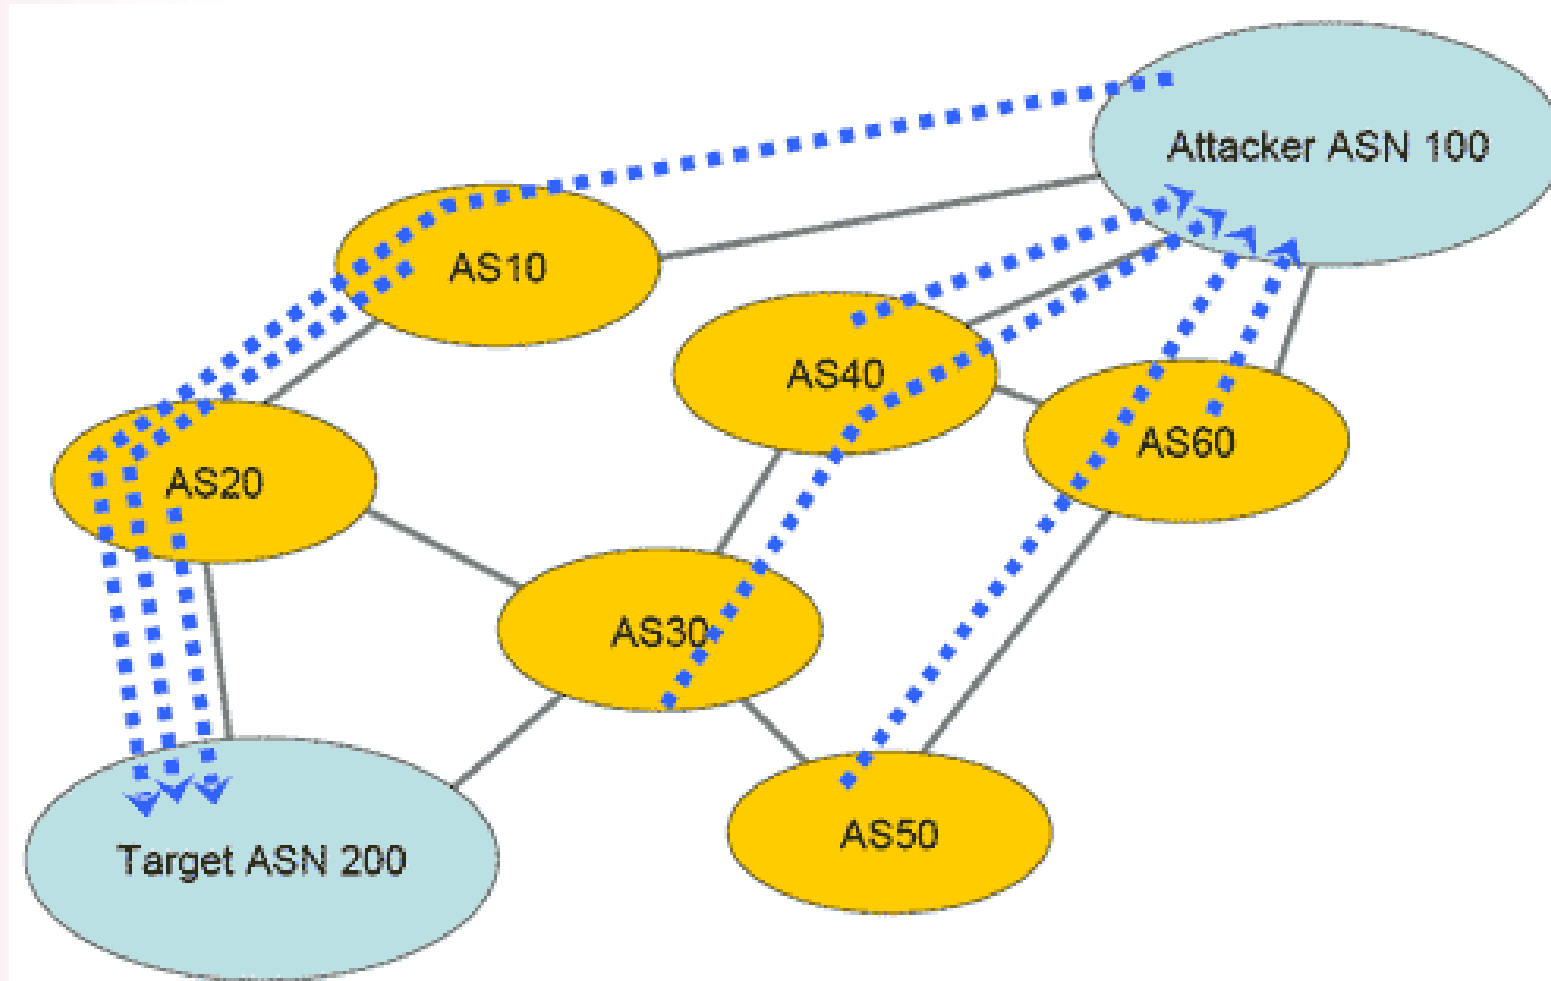 Attacker ASN 100
AS10
AS40
AS60
AS20
AS30
AS50
Target ASN 200